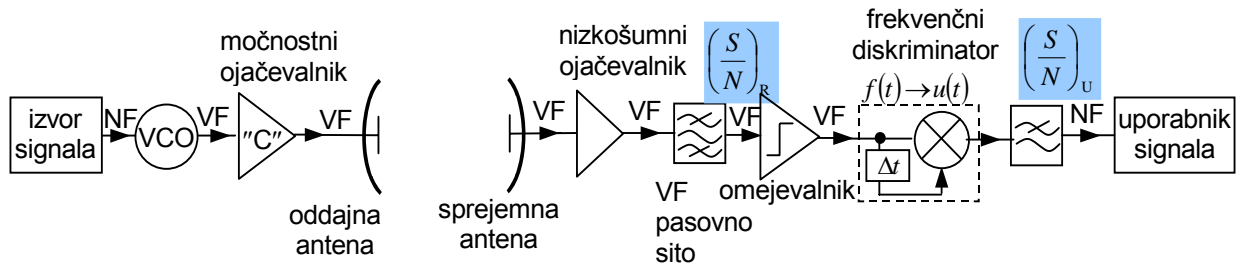 močnostni
ojačevalnik
izvor
signala
NF
VCO
VF
"C"
VF
oddajna
antena
sprejemna
antena
VF
nizkošumni
ojačevalnik
VF
VF
pasovno
sito
(S/N)R
VF
omejevalnik
VF
frekvenčni
diskriminator
f(t)→u(t)
Δt
(S/N)U
NF
uporabnik
signala